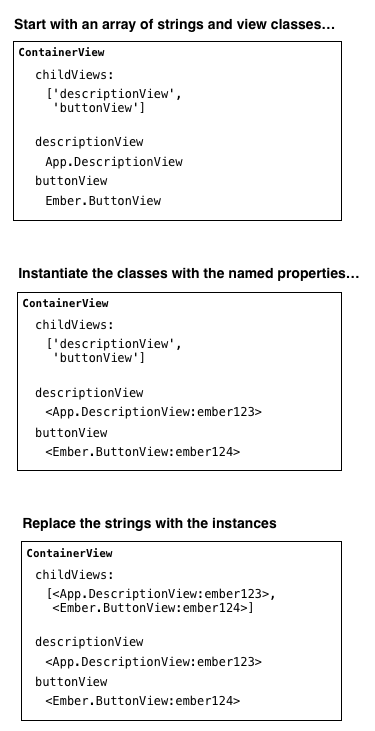 Start with an array of strings and view classes...
ContainerView
childViews:
['descriptionView',
'buttonView']
descriptionView
App.DescriptionView
buttonView
Ember.ButtonView
Instantiate the classes with the named properties...
ContainerView
childViews:
['descriptionView',
'buttonView']
descriptionView
<App.DescriptionView:ember123>
buttonView
<Ember.ButtonView:ember124>
Replace the strings with the instances
ContainerView
childViews:
[<App.DescriptionView:ember123>,
<Ember.ButtonView:ember124>]
descriptionView
<App.DescriptionView:ember123>
buttonView
<Ember.ButtonView:ember124>